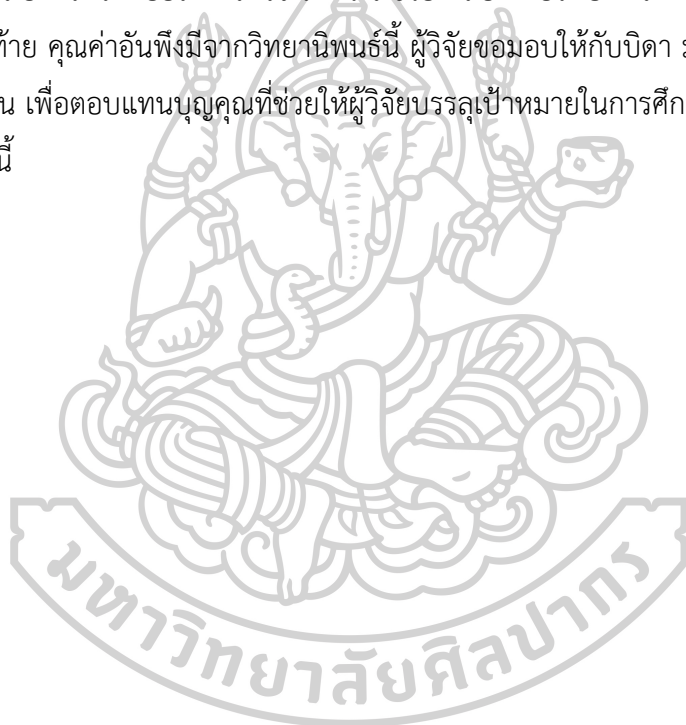 ท้าย คุณค่าอันพึงมีจากวิทยานิพนธ์นี้ ผู้วิจัยขอมอบให้กับบิดา
น เพื่อตอบแทนบุญคุณที่ช่วยให้ผู้วิจัยบรรลุเป้าหมายในการศึก
นี้
มหาวิทยาลัยศิลปากร